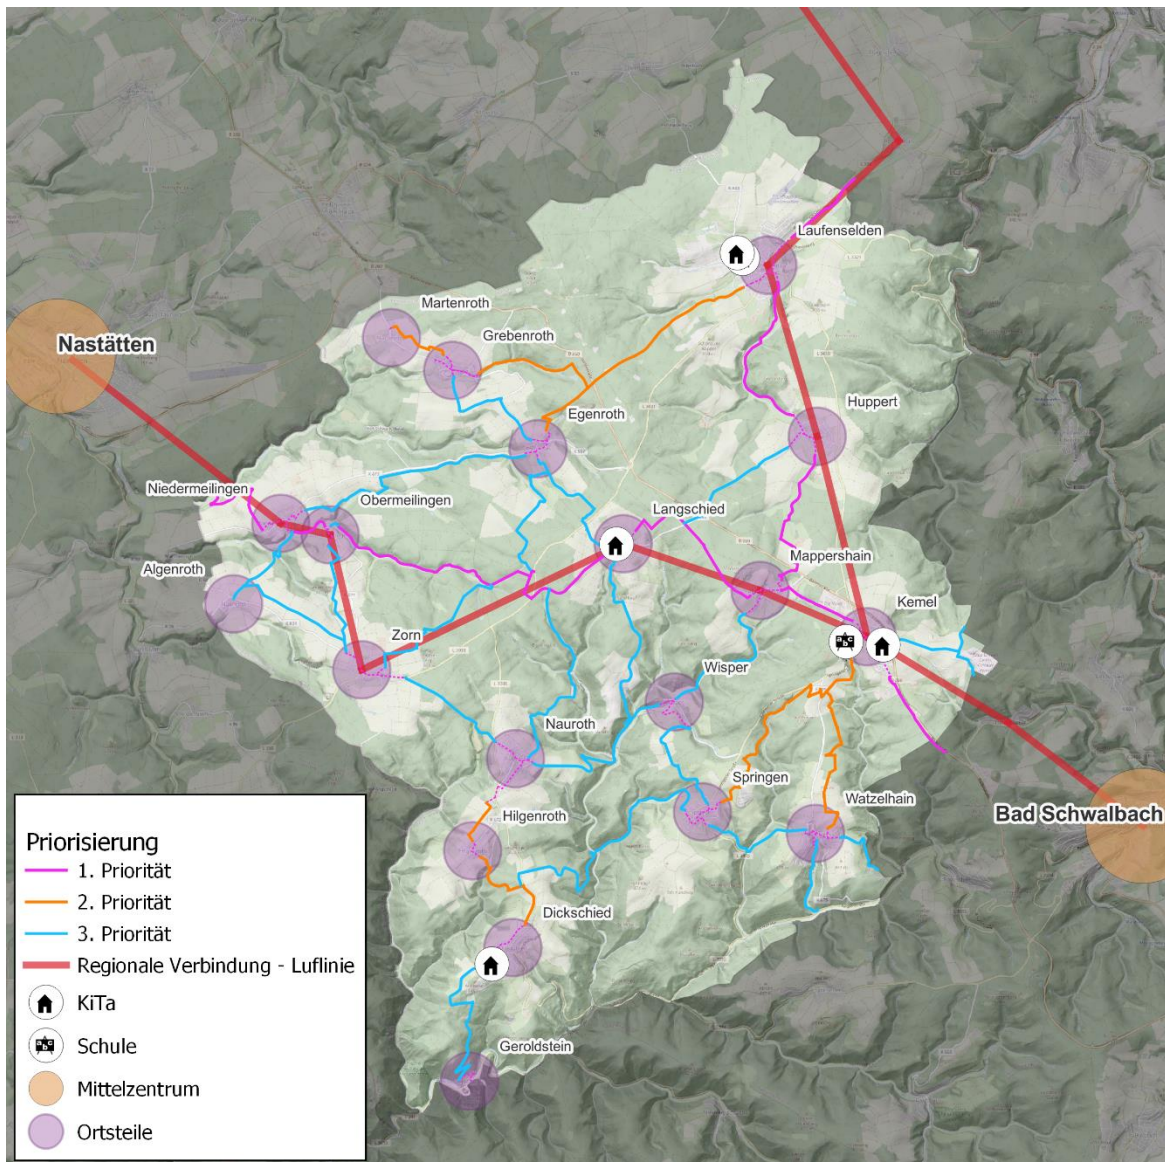 Laufenselden
Martenroth
Grebenroth
Nastätten
Huppert
Egenroth
Niedermeilingen
Obermeilingen
Langschied
Mappershain
Algenroth
Kemel
Zorn
Wisper
Nauroth
Springen
Watzelhain
Bad Schwalbach
Hilgenroth
Dickschied
Geroldstein
Priorisierung
1. Priorität
2. Priorität
3. Priorität
Regionale Verbindung - Luflinie
KiTa
Schule
Mittelzentrum
Ortsteile